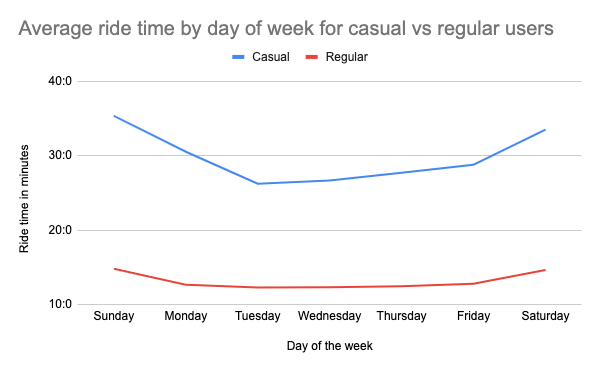 Average ride time by day of week for casual vs regular users
Casual Regular
40:0
30:0
20:0
10:0
Ride time in minutes
Sunday Monday Tuesday Wednesday Thursday Friday Saturday
Day of the week